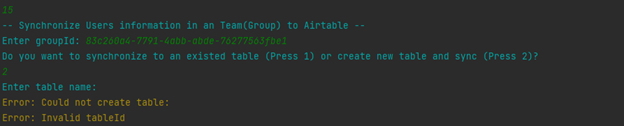 15
-- Synchronize Users information in an Team(Group) to Airtable --
Enter groupId: 83c260a4-7791-4abb-abde-76277563fbe1
Do you want to synchronize to an existed table (Press 1) or create new table and sync (Press 2)?
2
Enter table name:
Error: Could not create table:
Error: Invalid tableId